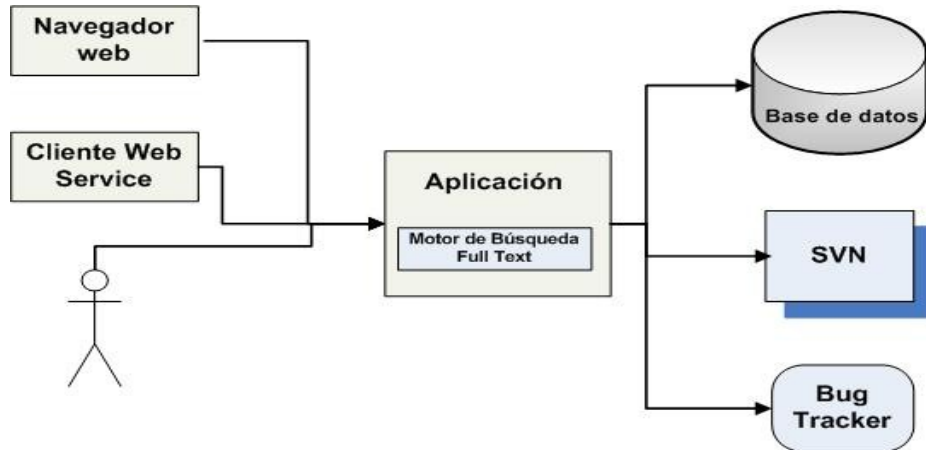 Navegador
web
Cliente Web
Service
Aplicación
Motor de Búsqueda
Full Text
Base de datos
SVN
Bug
Tracker